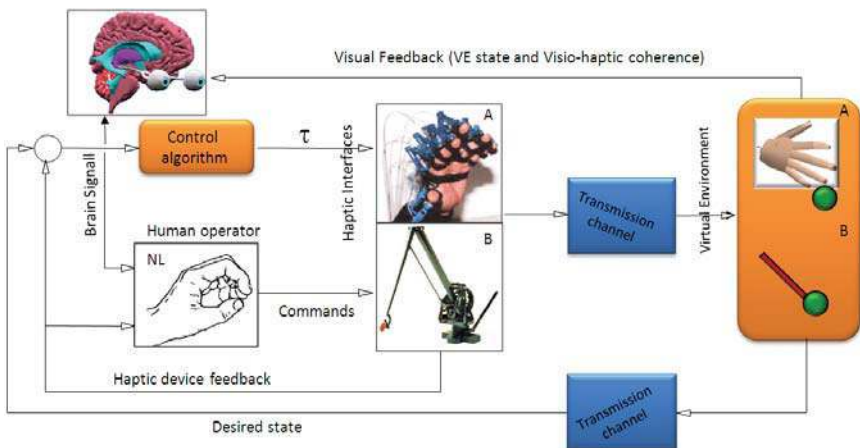 Visual Feedback (VE state and Visio-haptic coherence)
A
A
Control
algorithm
τ
Haptic Interfaces
Brain Signall
Transmission
channel
Virtual Environment
Human operator
NL
B
B
Commands
Haptic device feedback
Transmission
channel
Desired state